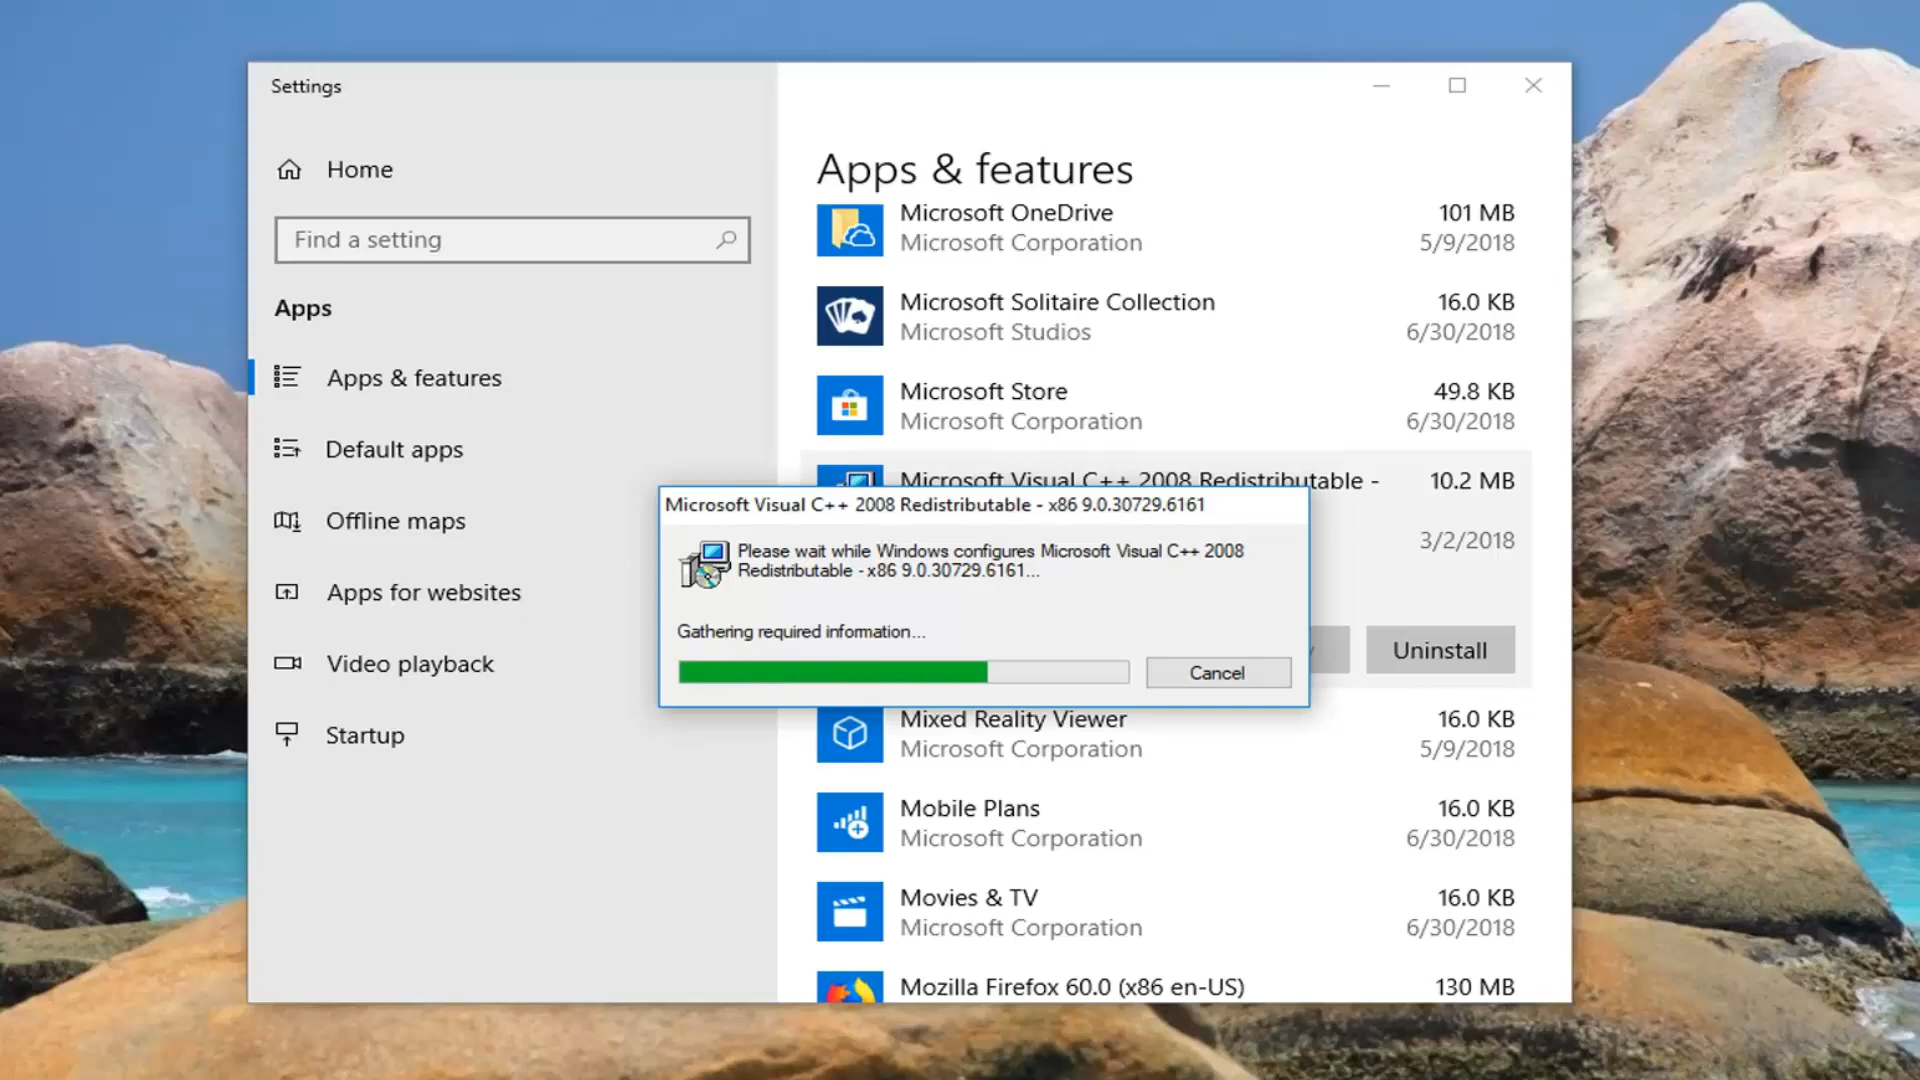 Settings
Home
Find a setting
Apps
Apps & features
Default apps
Offline maps
Apps for websites
Video playback
Startup
Apps & features
Microsoft OneDrive 101 MB
Microsoft Corporation 5/9/2018
Microsoft Solitaire Collection 16.0 KB
Microsoft Studios 6/30/2018
Microsoft Store 49.8 KB
Microsoft Corporation 6/30/2018
Microsoft Visual C++ 2008 Redistributable - 10.2 MB
3/2/2018
Uninstall
Microsoft Visual C++ 2008 Redistributable - x86 9.0.30729.6161
Please wait while Windows configures Microsoft Visual C++ 2008
Redistributable - x86 9.0.30729.6161...
Gathering required information...
Cancel
Mixed Reality Viewer 16.0 KB
Microsoft Corporation 5/9/2018
Mobile Plans 16.0 KB
Microsoft Corporation 6/30/2018
Movies & TV 16.0 KB
Microsoft Corporation 6/30/2018
Mozilla Firefox 60.0 (x86 en-US) 130 MB